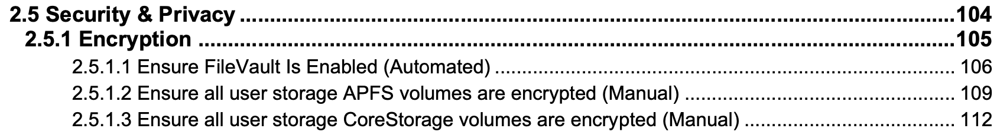 2.5 Security & Privacy ........................................................................................................................ 104
2.5.1 Encryption ............................................................................................................................... 105
2.5.1.1 Ensure FileVault Is Enabled (Automated) ..................................................................................... 106
2.5.1.2 Ensure all user storage APFS volumes are encrypted (Manual) .................................................. 109
2.5.1.3 Ensure all user storage CoreStorage volumes are encrypted (Manual) ....................................... 112